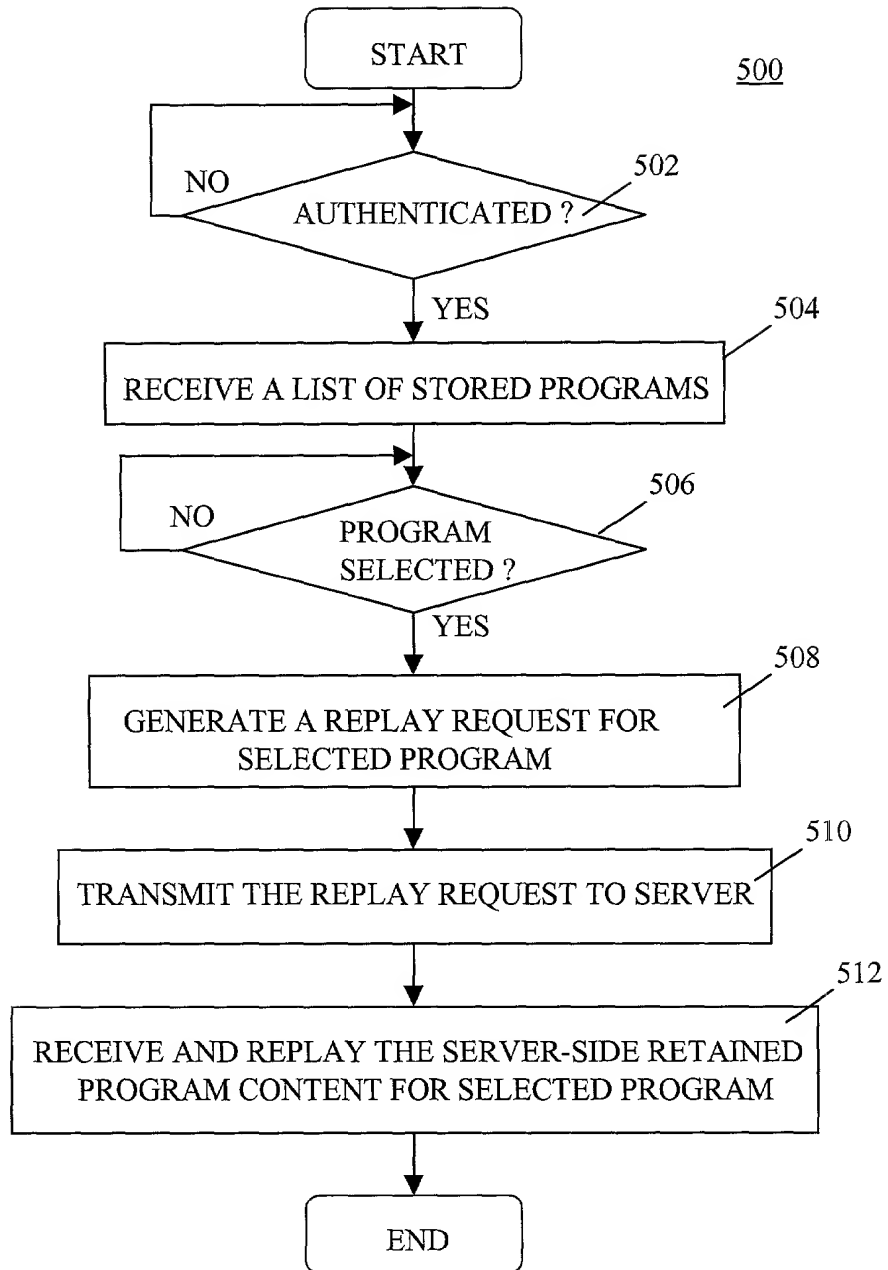 START
500
NO
502
AUTHENTICATED ?
YES
504
RECEIVE A LIST OF STORED PROGRAMS
506
NO
PROGRAM
SELECTED ?
YES
508
GENERATE A REPLAY REQUEST FOR
SELECTED PROGRAM
510
TRANSMIT THE REPLAY REQUEST TO SERVER
512
RECEIVE AND REPLAY THE SERVER-SIDE RETAINED
PROGRAM CONTENT FOR SELECTED PROGRAM
END